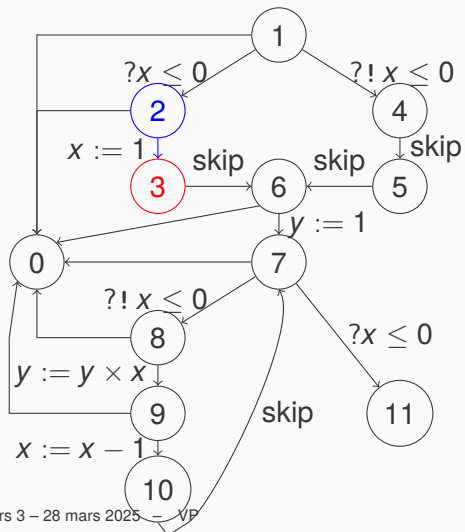 1
?x ≤ 0
?! x ≤ 0
2
4
x := 1
skip
skip
skip
3
6
5
y := 1
0
7
?! x ≤ 0
?x ≤ 0
8
y := y × x
9
skip
11
x := x − 1
10
rs 3 – 28 mars 2025 – VP